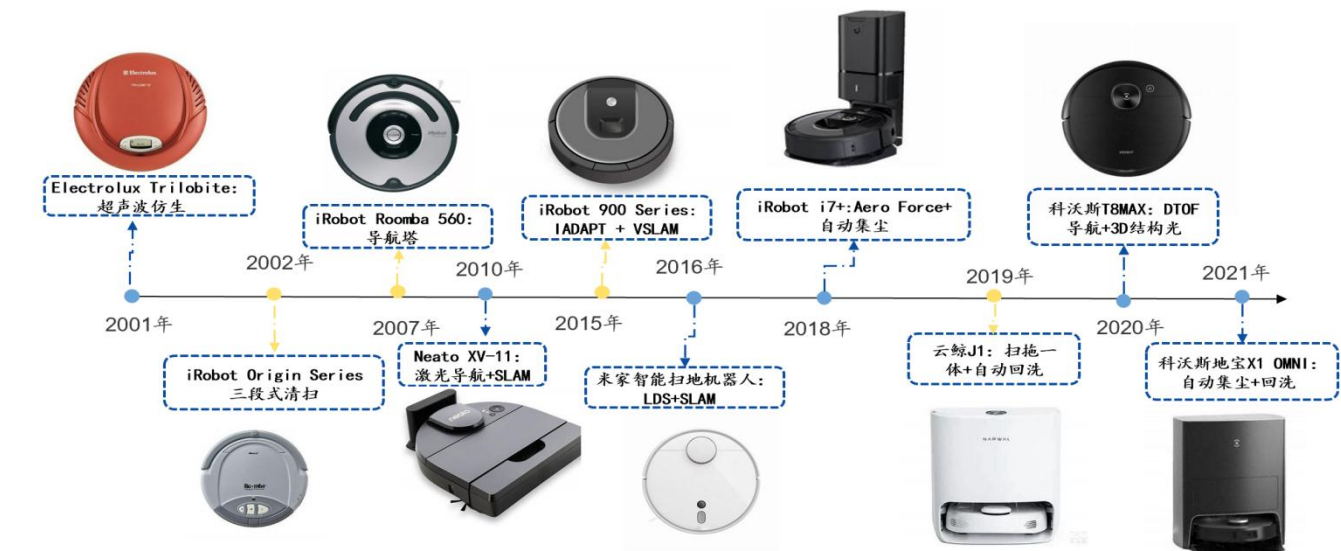 Electrolux
Electrolux Trilobite:
超声波仿生
iRobot Roomba 560:
导航塔
iRobot 900 Series:
IADAPT + VSLAM
iRobot i7+:Aero Force+
自动集尘
科沃斯T8MAX: DTOF
导航+3D结构光
2001年
2002年
2007年
2010年
2015年
2016年
2018年
2019年
2020年
2021年
iRobot Origin Series
三段式清扫
Neato XV-11:
激光导航+SLAM
米家智能扫地机器人:
LDS+SLAM
云鲸J1: 扫拖一
体+自动回洗
科沃斯地宝X1 OMNI:
自动集尘+回洗
neato
NARWAL